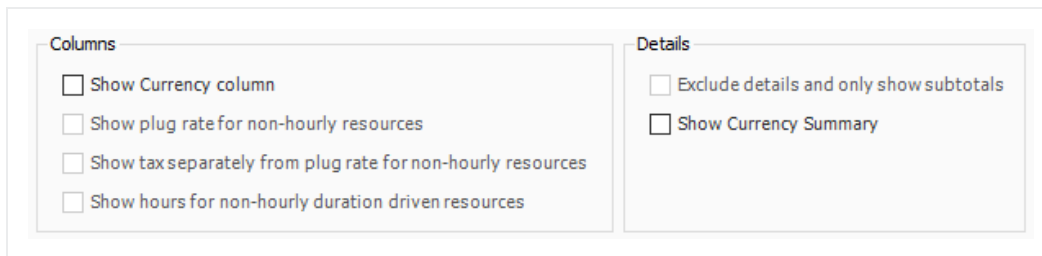 Columns
Show Currency column
Show plug rate for non-hourly resources
Show tax separately from plug rate for non-hourly resources
Show hours for non-hourly duration driven resources
Details
Exclude details and only show subtotals
Show Currency Summary